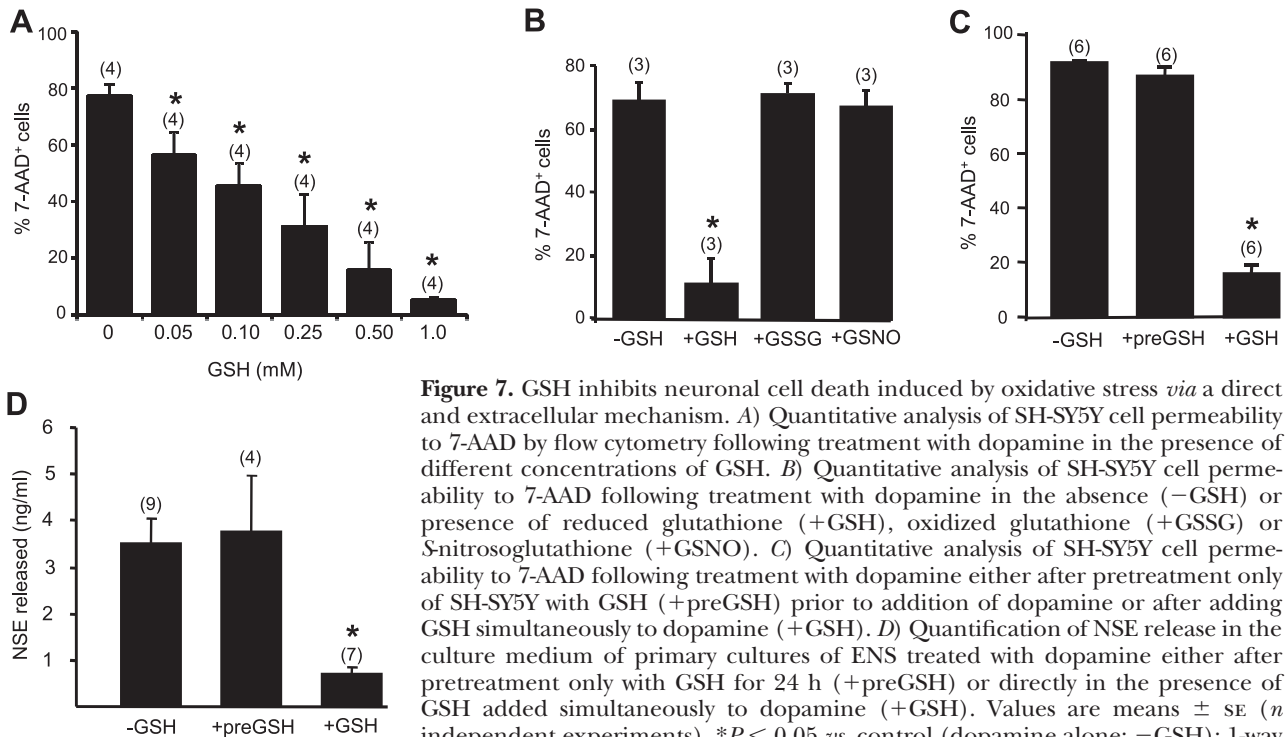 A
100
80
60
40
20
0
% 7-AAD⁺ cells
(4)
*
(4)
*
(4)
*
(4)
*
(4)
*
(4)
0 0.05 0.10 0.25 0.50 1.0
GSH (mM)
B
80
60
40
20
0
% 7-AAD⁺ cells
(3)
*
(3)
(3)
(3)
-GSH +GSH +GSSG +GSNO
C
100
80
60
40
20
0
% 7-AAD⁺ cells
(6)
(6)
*
(6)
-GSH +preGSH +GSH
D
6
5
4
3
2
1
NSE released (ng/ml)
(9)
(4)
*
(7)
-GSH +preGSH +GSH
Figure 7. GSH inhibits neuronal cell death induced by oxidative stress via a direct
and extracellular mechanism. A) Quantitative analysis of SH-SY5Y cell permeability
to 7-AAD by flow cytometry following treatment with dopamine in the presence of
different concentrations of GSH. B) Quantitative analysis of SH-SY5Y cell perme-
ability to 7-AAD following treatment with dopamine in the absence (−GSH) or
presence of reduced glutathione (+GSH), oxidized glutathione (+GSSG) or
S-nitrosoglutathione (+GSNO). C) Quantitative analysis of SH-SY5Y cell perme-
ability to 7-AAD following treatment with dopamine either after pretreatment only
of SH-SY5Y with GSH (+preGSH) prior to addition of dopamine or after adding
GSH simultaneously to dopamine (+GSH). D) Quantification of NSE release in the
culture medium of primary cultures of ENS treated with dopamine either after
pretreatment only with GSH for 24 h (+preGSH) or directly in the presence of
GSH added simultaneously to dopamine (+GSH). Values are means ± SE (n
independent experiments). *P < 0.05 vs. control (dopamine alone; −GSH); 1-way